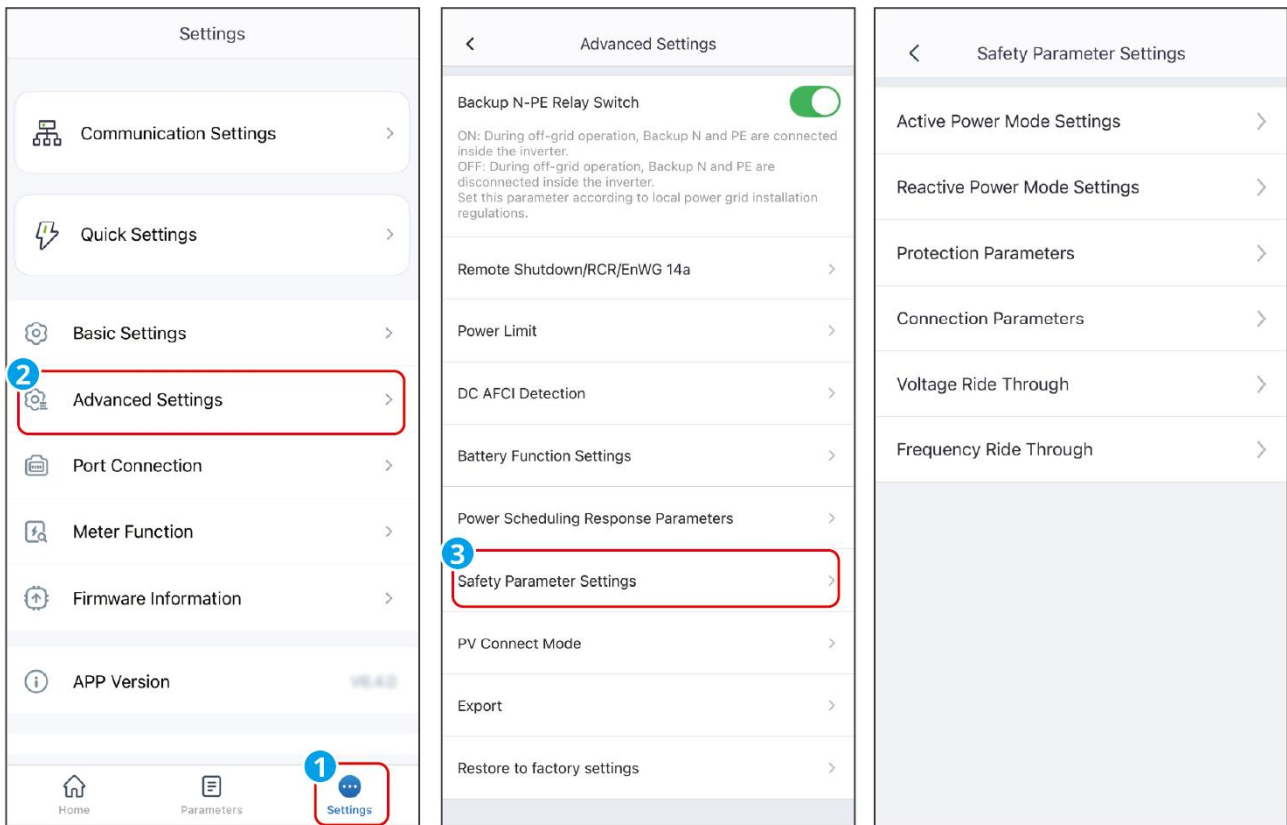 Settings
Communication Settings
Quick Settings
Basic Settings
2
Advanced Settings
Port Connection
Meter Function
Firmware Information
APP Version
1
Home
Parameters
Settings
Advanced Settings
Backup N-PE Relay Switch
ON: During off-grid operation, Backup N and PE are connected
inside the inverter.
OFF: During off-grid operation, Backup N and PE are
disconnected inside the inverter.
Set this parameter according to local power grid installation
regulations.
Remote Shutdown/RCR/EnWG 14a
Power Limit
DC AFCI Detection
Battery Function Settings
Power Scheduling Response Parameters
3
Safety Parameter Settings
PV Connect Mode
Export
Restore to factory settings
Safety Parameter Settings
Active Power Mode Settings
Reactive Power Mode Settings
Protection Parameters
Connection Parameters
Voltage Ride Through
Frequency Ride Through